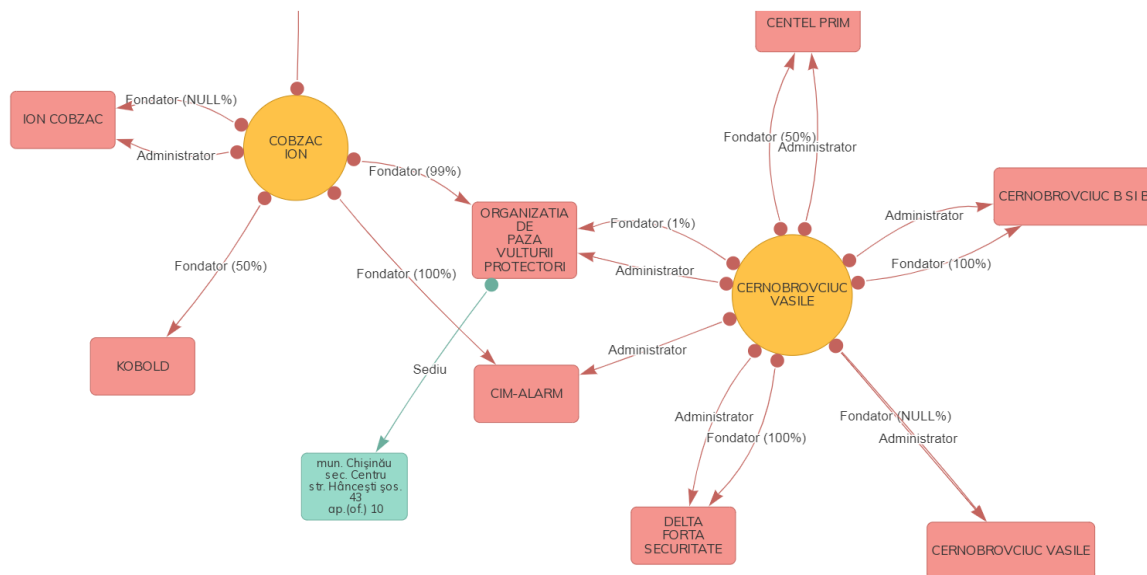 CENTEL PRIM
Fondator (NULL%)
ION COBZAC
COBZAC
ION
Administrator
Fondator (99%)
Fondator (50%)
Administrator
ORGANIZATIA
DE
PAZA
VULTURII
PROTECTORI
Fondator (1%)
Administrator
CERNOBROVCIUC B SI B
Administrator
Fondator (100%)
CERNOBROVCIUC
VASILE
Fondator (50%)
Fondator (100%)
Administrator
KOBOLD
Sediu
CIM-ALARM
Administrator
Fondator (100%)
Fondator (NULL%)
Administrator
mun. Chişinău
sec. Centru
str. Hânceşti şos.
43
ap.(of.) 10
DELTA
FORTA
SECURITATE
CERNOBROVCIUC VASILE